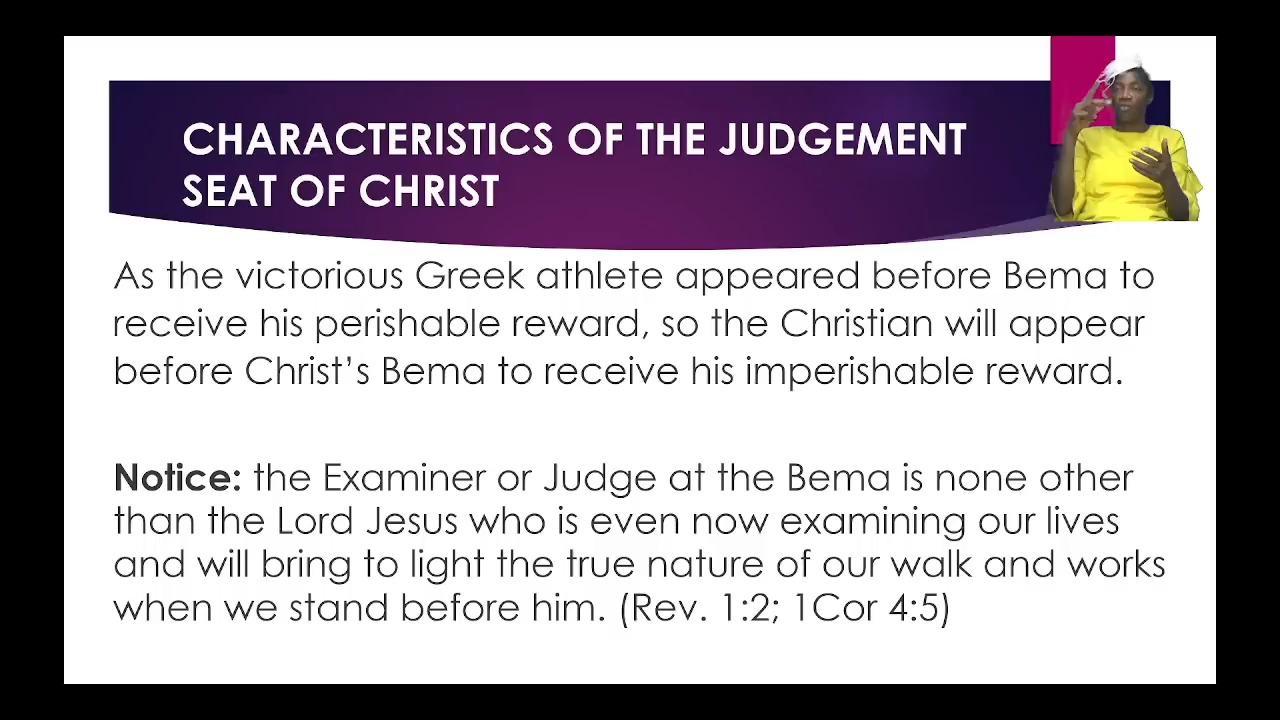 CHARACTERISTICS OF THE JUDGEMENT
SEAT OF CHRIST
As the victorious Greek athlete appeared before Bema to
receive his perishable reward, so the Christian will appear
before Christ’s Bema to receive his imperishable reward.
Notice: the Examiner or Judge at the Bema is none other
than the Lord Jesus who is even now examining our lives
and will bring to light the true nature of our walk and works
when we stand before him. (Rev. 1:2; 1Cor 4:5)